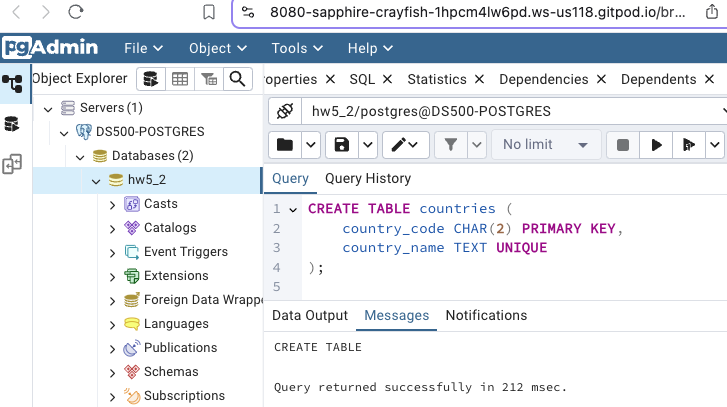 8080-sapphire-crayfish-1hpcm4lw6pd.ws-us118.gitpod.io/br...
pgAdmin File Object Tools Help
Object Explorer
roperties SQL Statistics Dependencies Dependents
Servers (1)
DS500-POSTGRES
Databases (2)
hw5_2
Casts
Catalogs
Event Triggers
Extensions
Foreign Data Wrappe
Languages
Publications
Schemas
Subscriptions
hw5_2/postgres@DS500-POSTGRES
No limit
Query Query History
1 CREATE TABLE countries (
2 country_code CHAR(2) PRIMARY KEY,
3 country_name TEXT UNIQUE
4 );
5
Data Output Messages Notifications
CREATE TABLE
Query returned successfully in 212 msec.